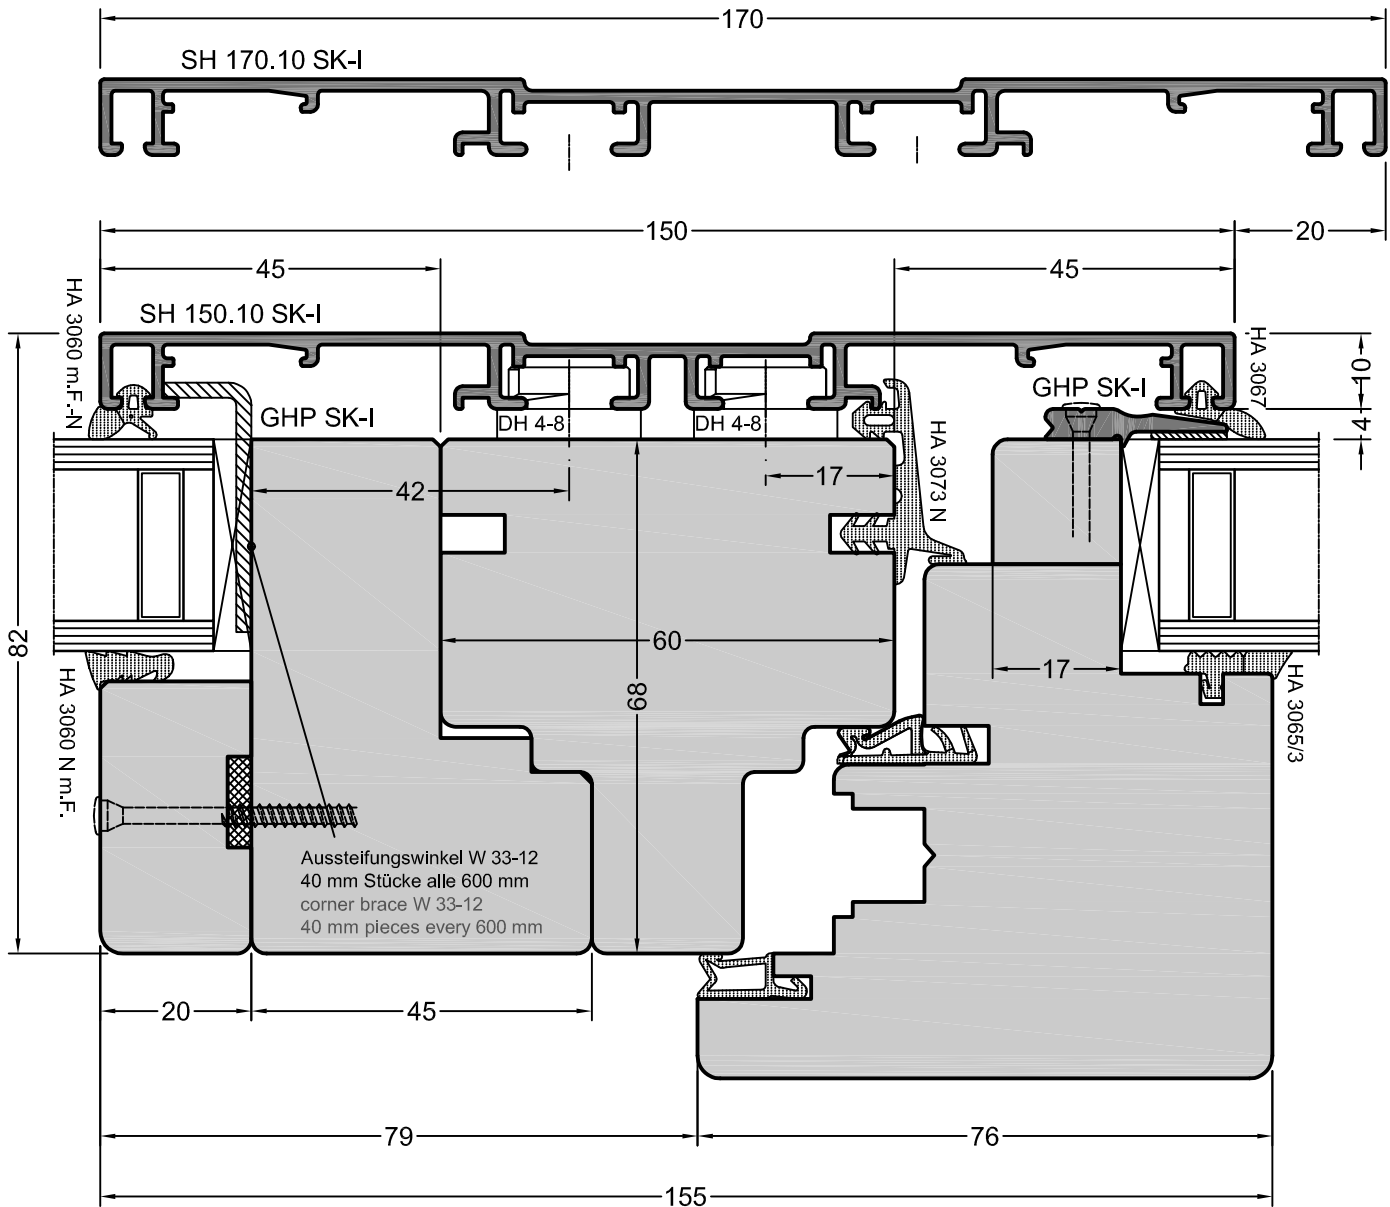 170
SH 170.10 SK-I
150
20
45
45
HA 3060 m.F.-N
SH 150.10 SK-I
HA 3067
10
GHP SK-I
GHP SK-I
4
DH 4-8
DH 4-8
HA 3073 N
42
17
82
60
68
17
HA 3060 N m.F.
HA 3065/3
Aussteifungswinkel W 33-12
40 mm Stücke alle 600 mm
corner brace W 33-12
40 mm pieces every 600 mm
20
45
79
76
155